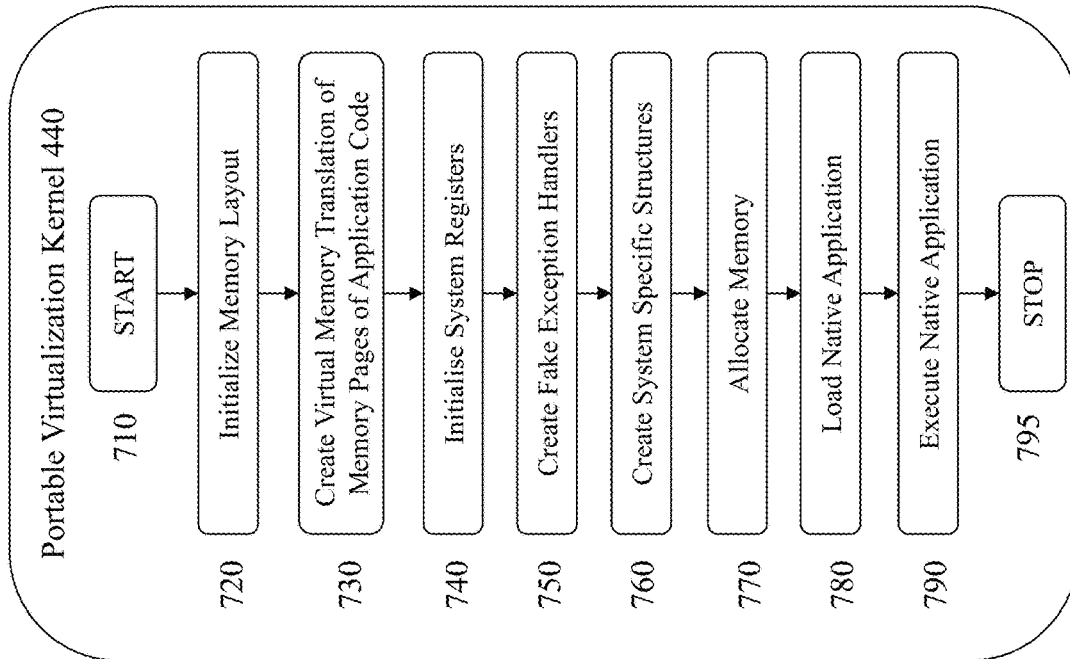 Portable Virtualization Kernel 440
710
START
720
Initialize Memory Layout
730
Create Virtual Memory Translation of
Memory Pages of Application Code
740
Initialise System Registers
750
Create Fake Exception Handlers
760
Create System Specific Structures
770
Allocate Memory
780
Load Native Application
790
Execute Native Application
795
STOP